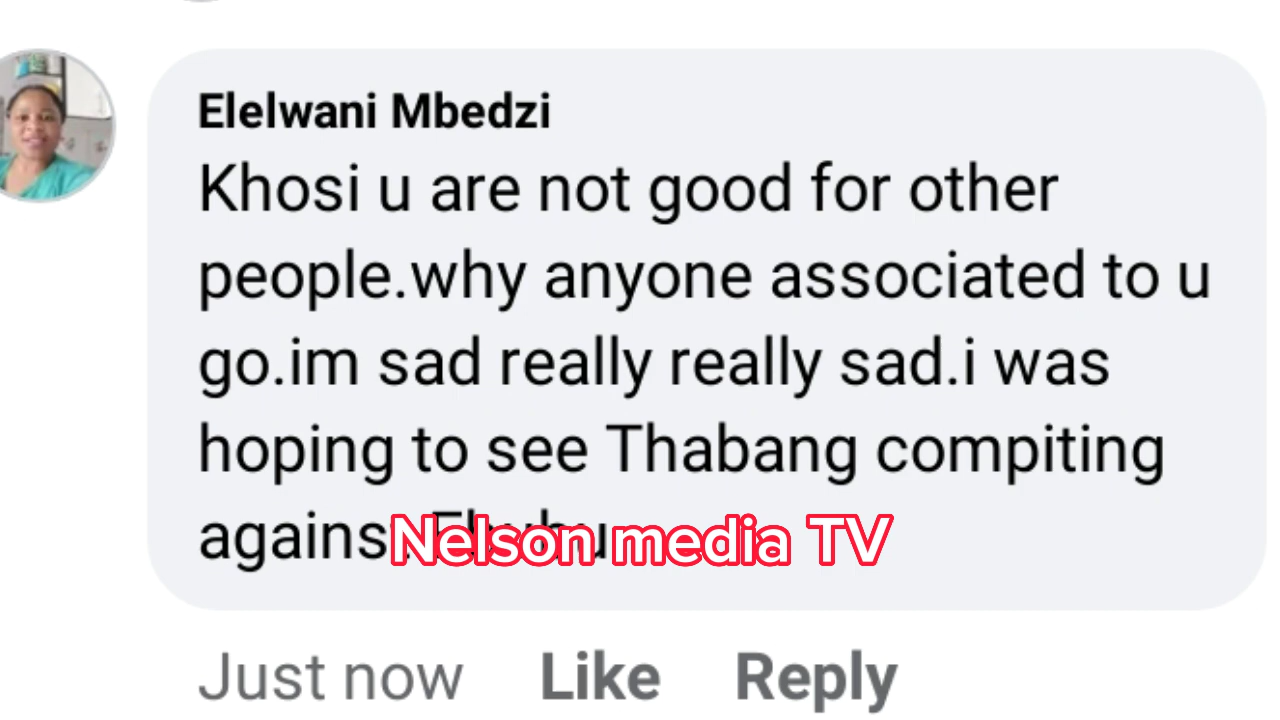 Elelwani Mbedzi
Khosi u are not good for other
people.why anyone associated to u
go.im sad really really sad.i was
hoping to see Thabang compiting
against
Nelson media TV
Just now Like Reply